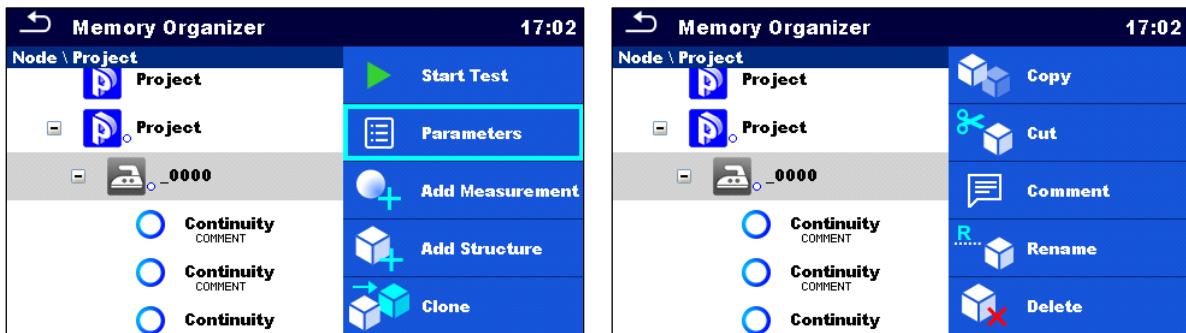 Memory Organizer 17:02
Node \ Project
Project
Project
_0000
Continuity
COMMENT
Continuity
COMMENT
Continuity
Start Test
Parameters
Add Measurement
Add Structure
Clone
Memory Organizer 17:02
Node \ Project
Project
Project
_0000
Continuity
COMMENT
Continuity
COMMENT
Continuity
Copy
Cut
Comment
R
Rename
Delete